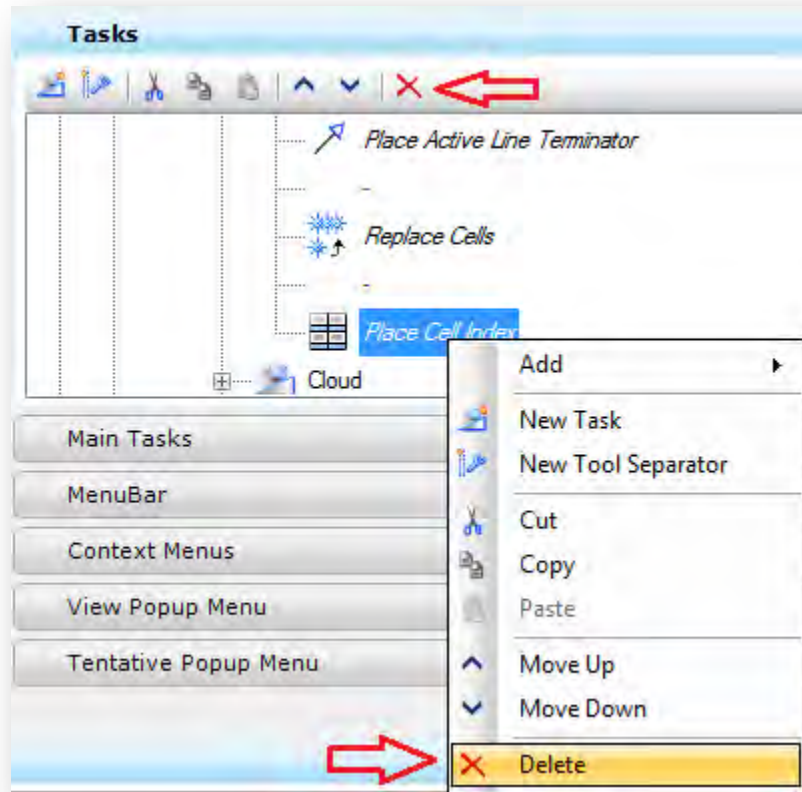 Tasks
Place Active Line Terminator
-
Replace Cells
-
Place Cell Index
Cloud
Main Tasks
MenuBar
Context Menus
View Popup Menu
Tentative Popup Menu
Add
New Task
New Tool Separator
Cut
Copy
Paste
Move Up
Move Down
Delete